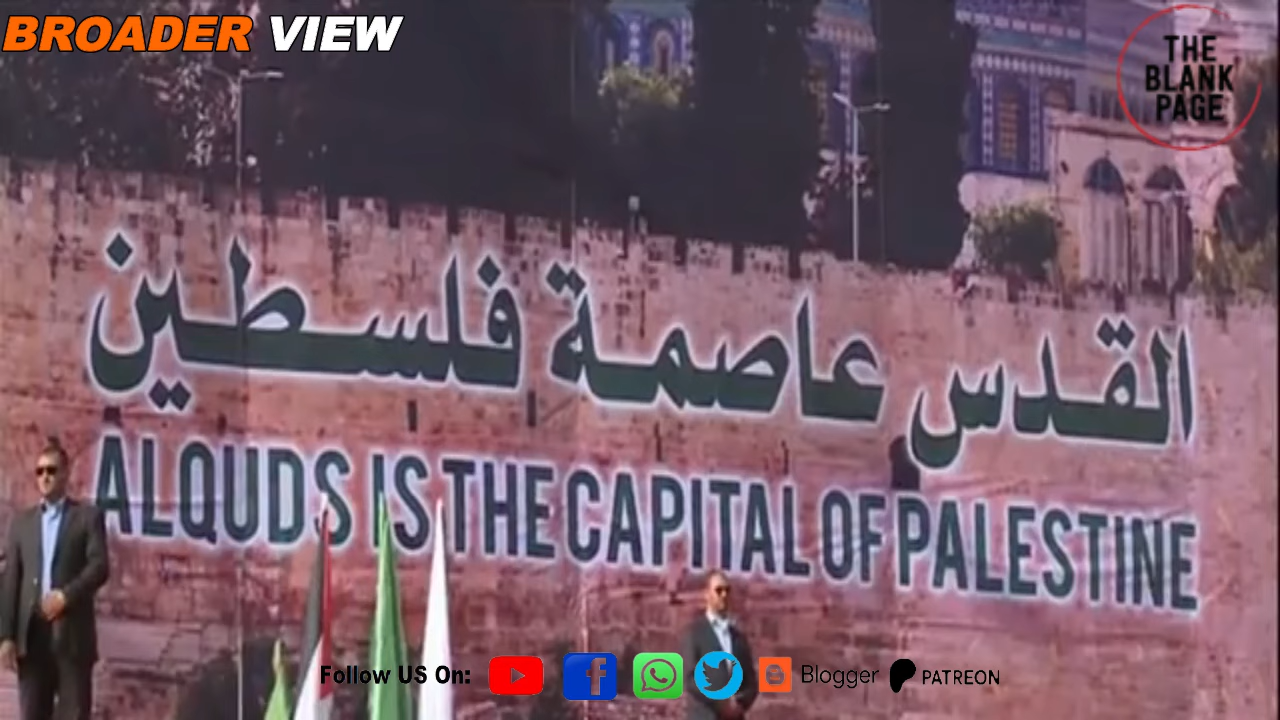 BROADER VIEW
THE
BLANK
PAGE
القدس عاصمة فلسطين
ALQUDS IS THE CAPITAL OF PALESTINE
Follow US On:
Blogger
PATREON